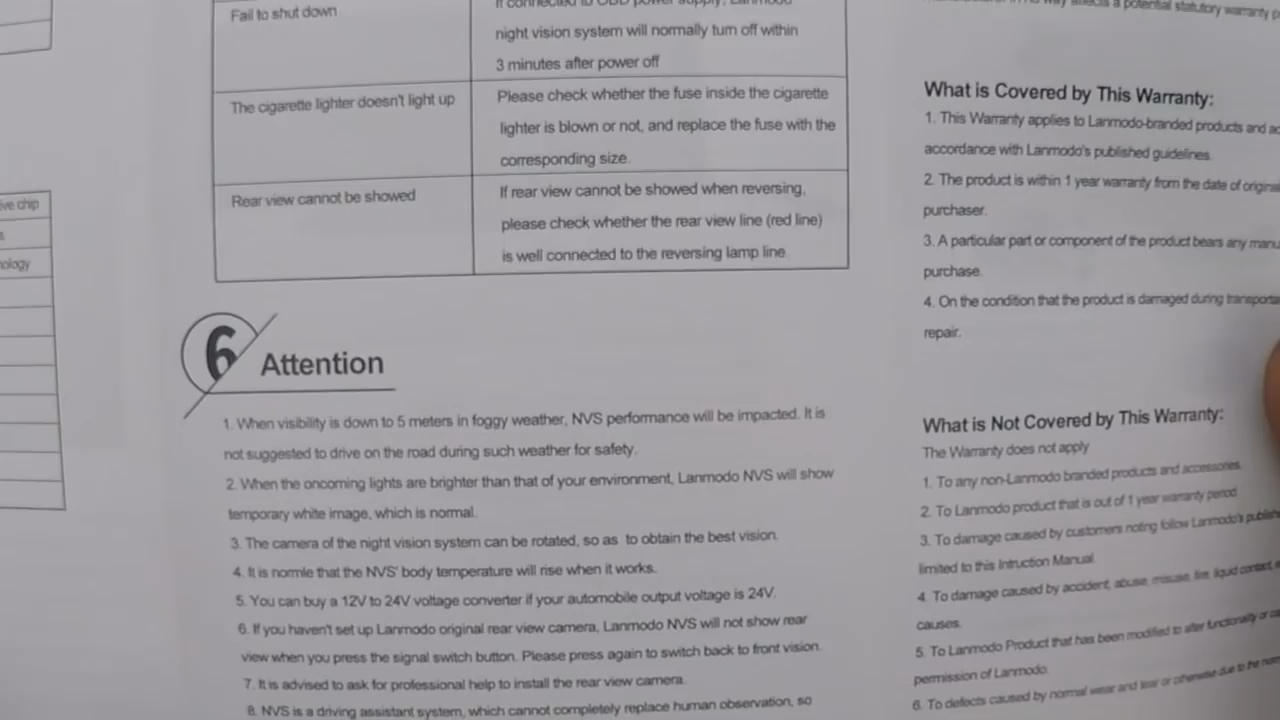 ive chip
nology
Fail to shut down
night vision system will normally turn off within
3 minutes after power off
The cigarette lighter doesn't light up
Please check whether the fuse inside the cigarette
lighter is blown or not, and replace the fuse with the
corresponding size.
Rear view cannot be showed
If rear view cannot be showed when reversing,
please check whether the rear view line (red line)
is well connected to the reversing lamp line
6
Attention
1. When visibility is down to 5 meters in foggy weather, NVS performance will be impacted. It is
not suggested to drive on the road during such weather for safety.
2. When the oncoming lights are brighter than that of your environment, Lanmodo NVS will show
temporary white image, which is normal.
3. The camera of the night vision system can be rotated, so as to obtain the best vision.
4. It is normle that the NVS' body temperature will rise when it works.
5. You can buy a 12V to 24V voltage converter if your automobile output voltage is 24V.
6. If you haven't set up Lanmodo original rear view camera, Lanmodo NVS will not show rear
view when you press the signal switch button. Please press again to switch back to front vision.
7. It is advised to ask for professional help to install the rear view camera.
8. NVS is a driving assistant system, which cannot completely replace human observation, so
a potential statutory warranty
What is Covered by This Warranty:
1. This Warranty applies to Lanmodo-branded products and
accordance with Lanmodo's published guidelines.
2. The product is within 1 year warranty from the date of
purchaser.
3. A particular part or component of the product bears any
purchase.
4. On the condition that the product is damaged during
repair.
What is Not Covered by This Warranty:
The Warranty does not apply
1. To any non-Lanmodo branded products and accessories.
2. To Lanmodo product that is out of 1 year warranty period.
3. To damage caused by customers noting follow Lanmodo's
limited to this Intruction Manual.
4. To damage caused by accident, abuse, misuse, fire, liquid contact,
causes.
5. To Lanmodo Product that has been modified to alter functionality or
permission of Lanmodo.
6. To defects caused by normal wear and tear or otherwise due to the